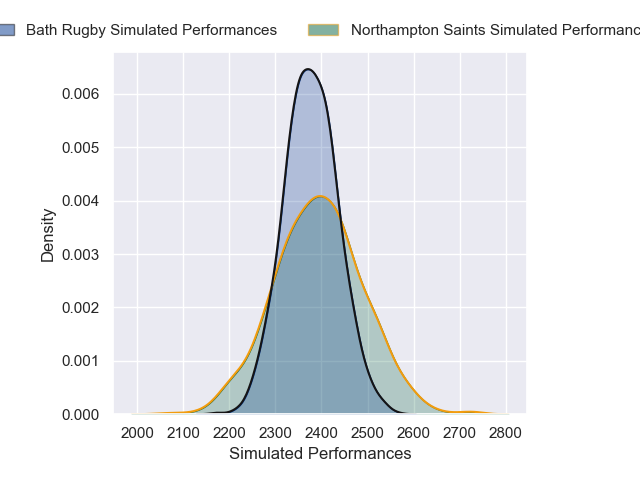 Bath Rugby Simulated Performances
Northampton Saints Simulated
0.006
0.005
0.004
0.003
0.002
0.001
0.000
Density
2000 2100 2200 2300 2400 2500 2600 2700 2800
Simulated Performances